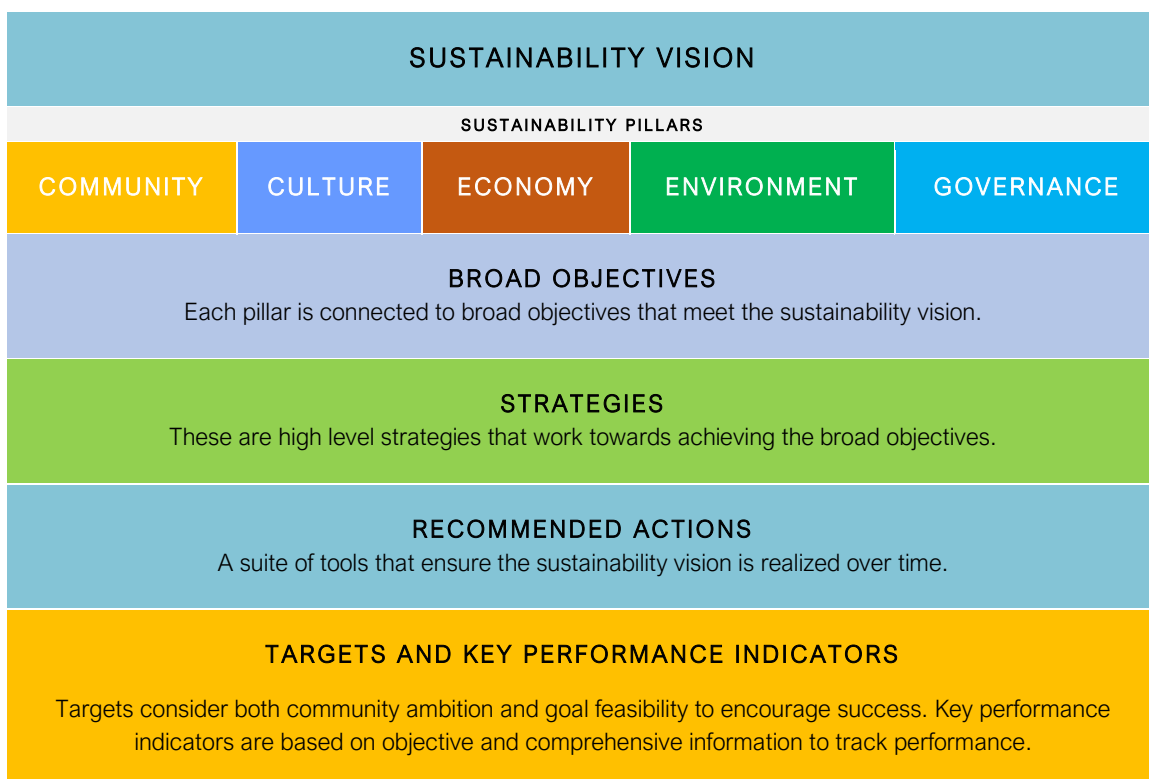 SUSTAINABILITY VISION
SUSTAINABILITY PILLARS
COMMUNITY CULTURE ECONOMY ENVIRONMENT GOVERNANCE
BROAD OBJECTIVES
Each pillar is connected to broad objectives that meet the sustainability vision.
STRATEGIES
These are high level strategies that work towards achieving the broad objectives.
RECOMMENDED ACTIONS
A suite of tools that ensure the sustainability vision is realized over time.
TARGETS AND KEY PERFORMANCE INDICATORS
Targets consider both community ambition and goal feasibility to encourage success. Key performance
indicators are based on objective and comprehensive information to track performance.